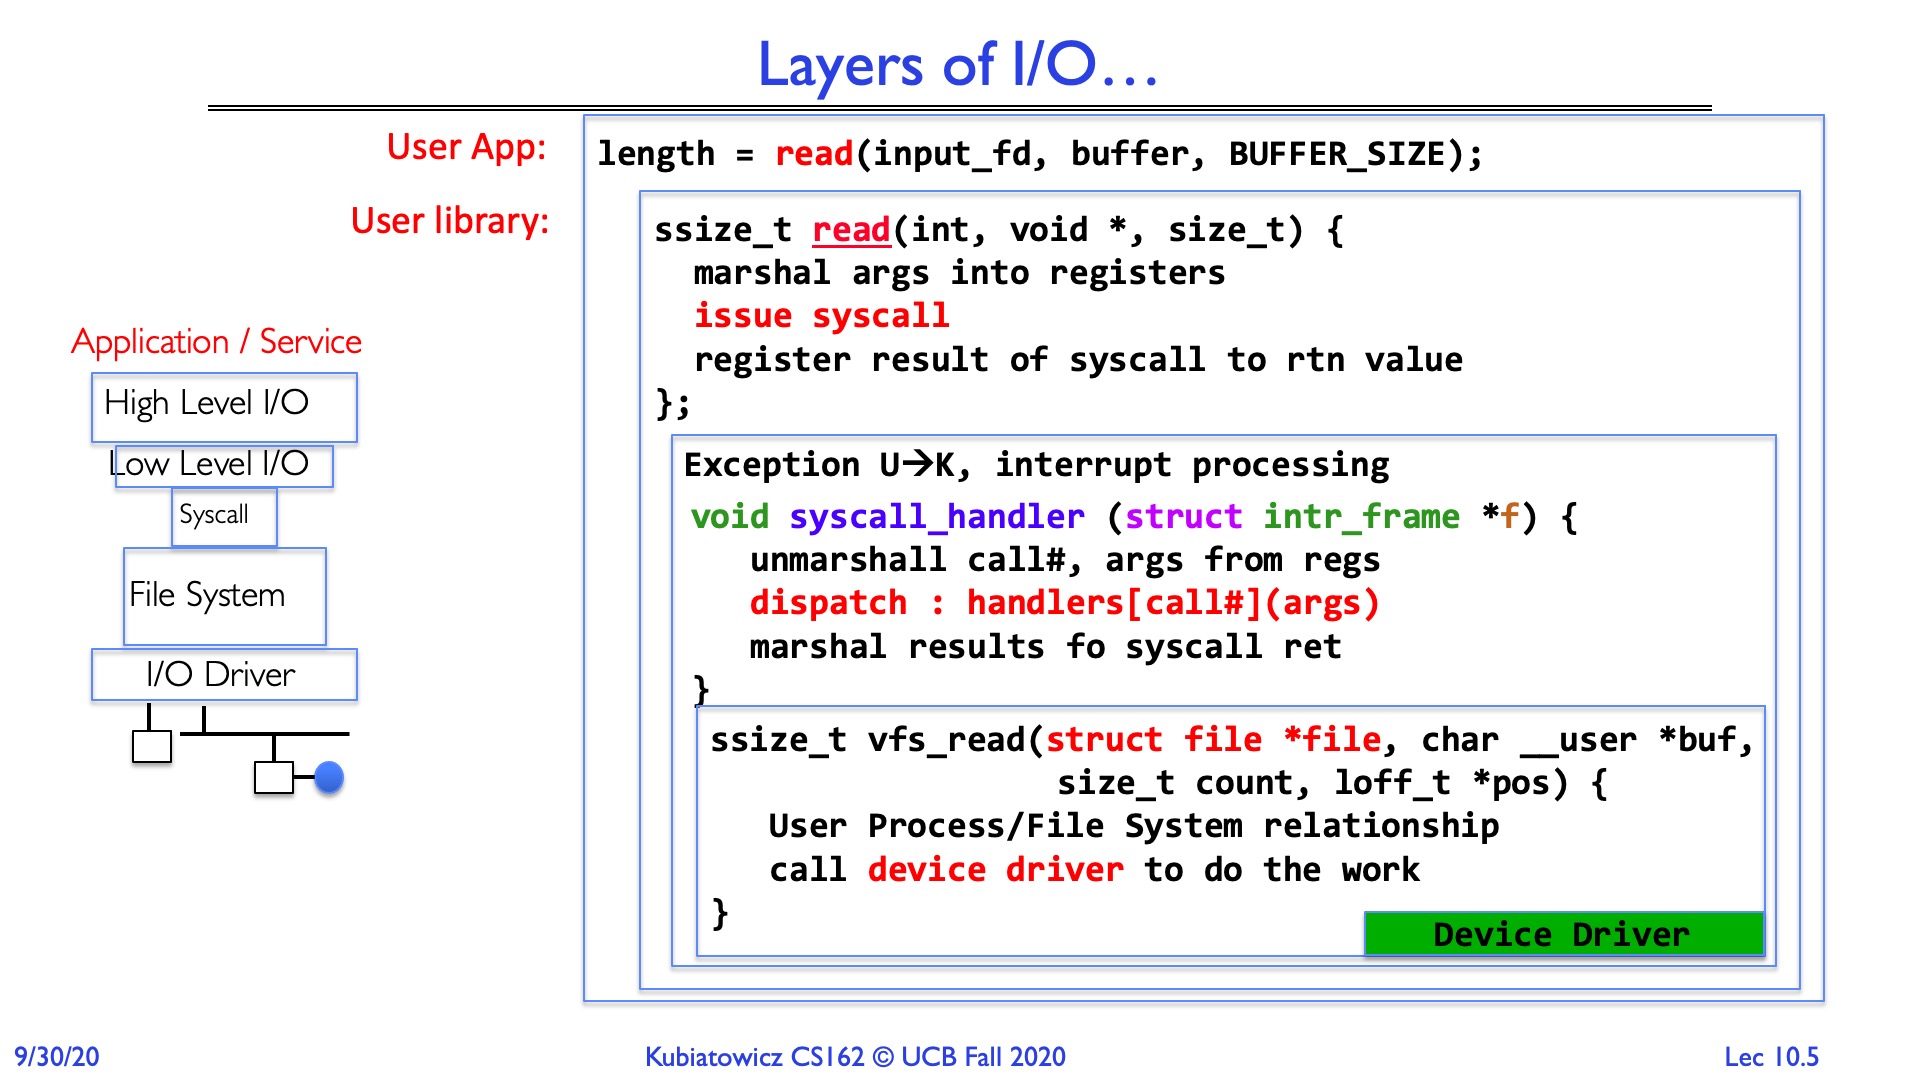 Layers of I/O…
User App:
length = read(input_fd, buffer, BUFFER_SIZE);
User library:
ssize_t read(int, void *, size_t) {
marshal args into registers
issue syscall
register result of syscall to rtn value
};
Exception U→K, interrupt processing
void syscall_handler (struct intr_frame *f) {
unmarshall call#, args from regs
dispatch : handlers[call#](args)
marshal results fo syscall ret
}
ssize_t vfs_read(struct file *file, char __user *buf,
size_t count, loff_t *pos) {
User Process/File System relationship
call device driver to do the work
}
Device Driver
Application / Service
High Level I/O
Low Level I/O
Syscall
File System
I/O Driver
9/30/20
Kubiatowicz CS162 © UCB Fall 2020
Lec 10.5